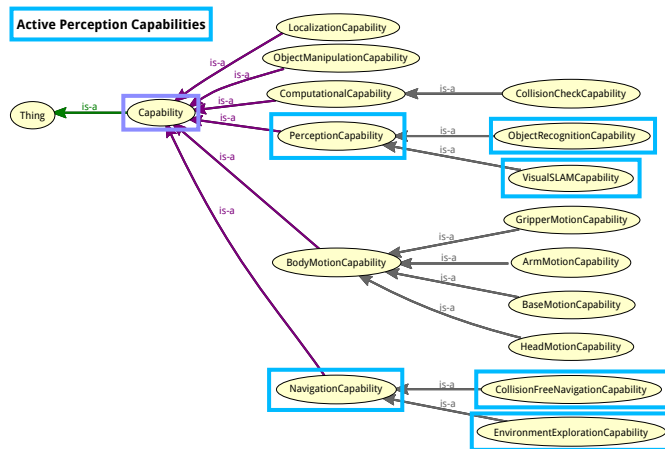 Active Perception Capabilities
LocalizationCapability
is-a
ObjectManipulationCapability
is-a
ComputationalCapability
is-a
is-a
CollisionCheckCapability
Thing
is-a
Capability
is-a
PerceptionCapability
is-a
ObjectRecognitionCapability
is-a
VisualSLAMCapability
is-a
is-a
GripperMotionCapability
is-a
BodyMotionCapability
is-a
ArmMotionCapability
is-a
BaseMotionCapability
is-a
HeadMotionCapability
is-a
NavigationCapability
is-a
CollisionFreeNavigationCapability
is-a
EnvironmentExplorationCapability